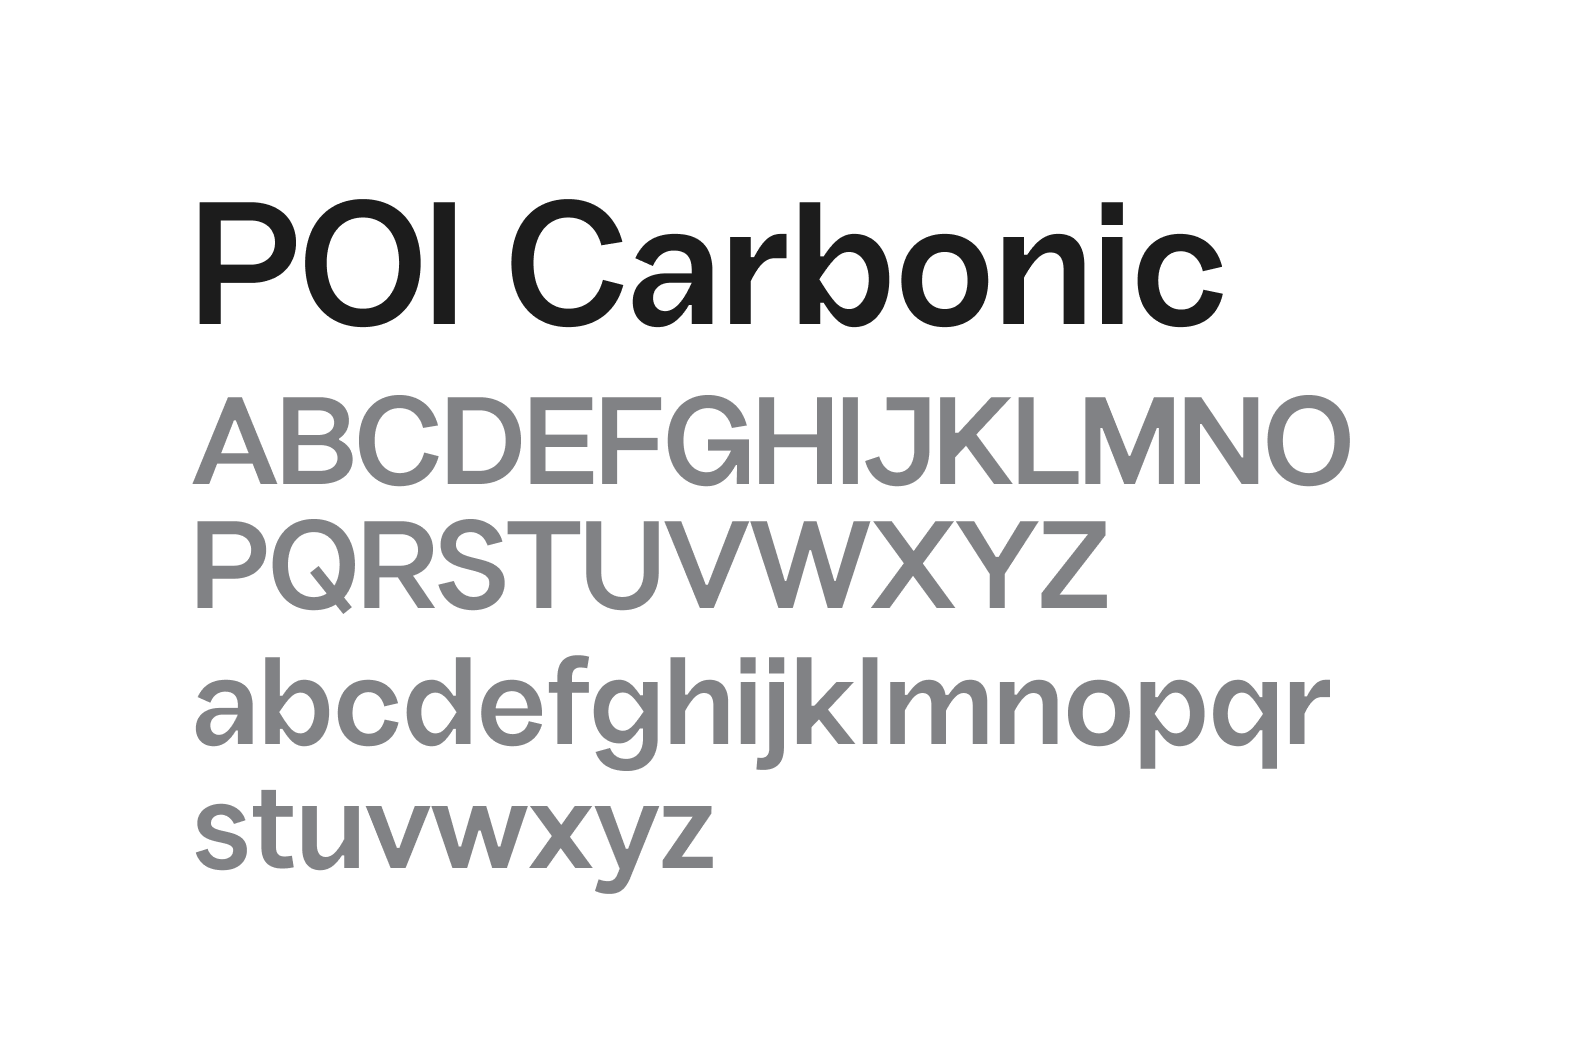 POI Carbonic
ABCDEFGHIJKLMNO
PQRSTUVWXYZ
abcdefghijklmnopqr
stuvwxyz